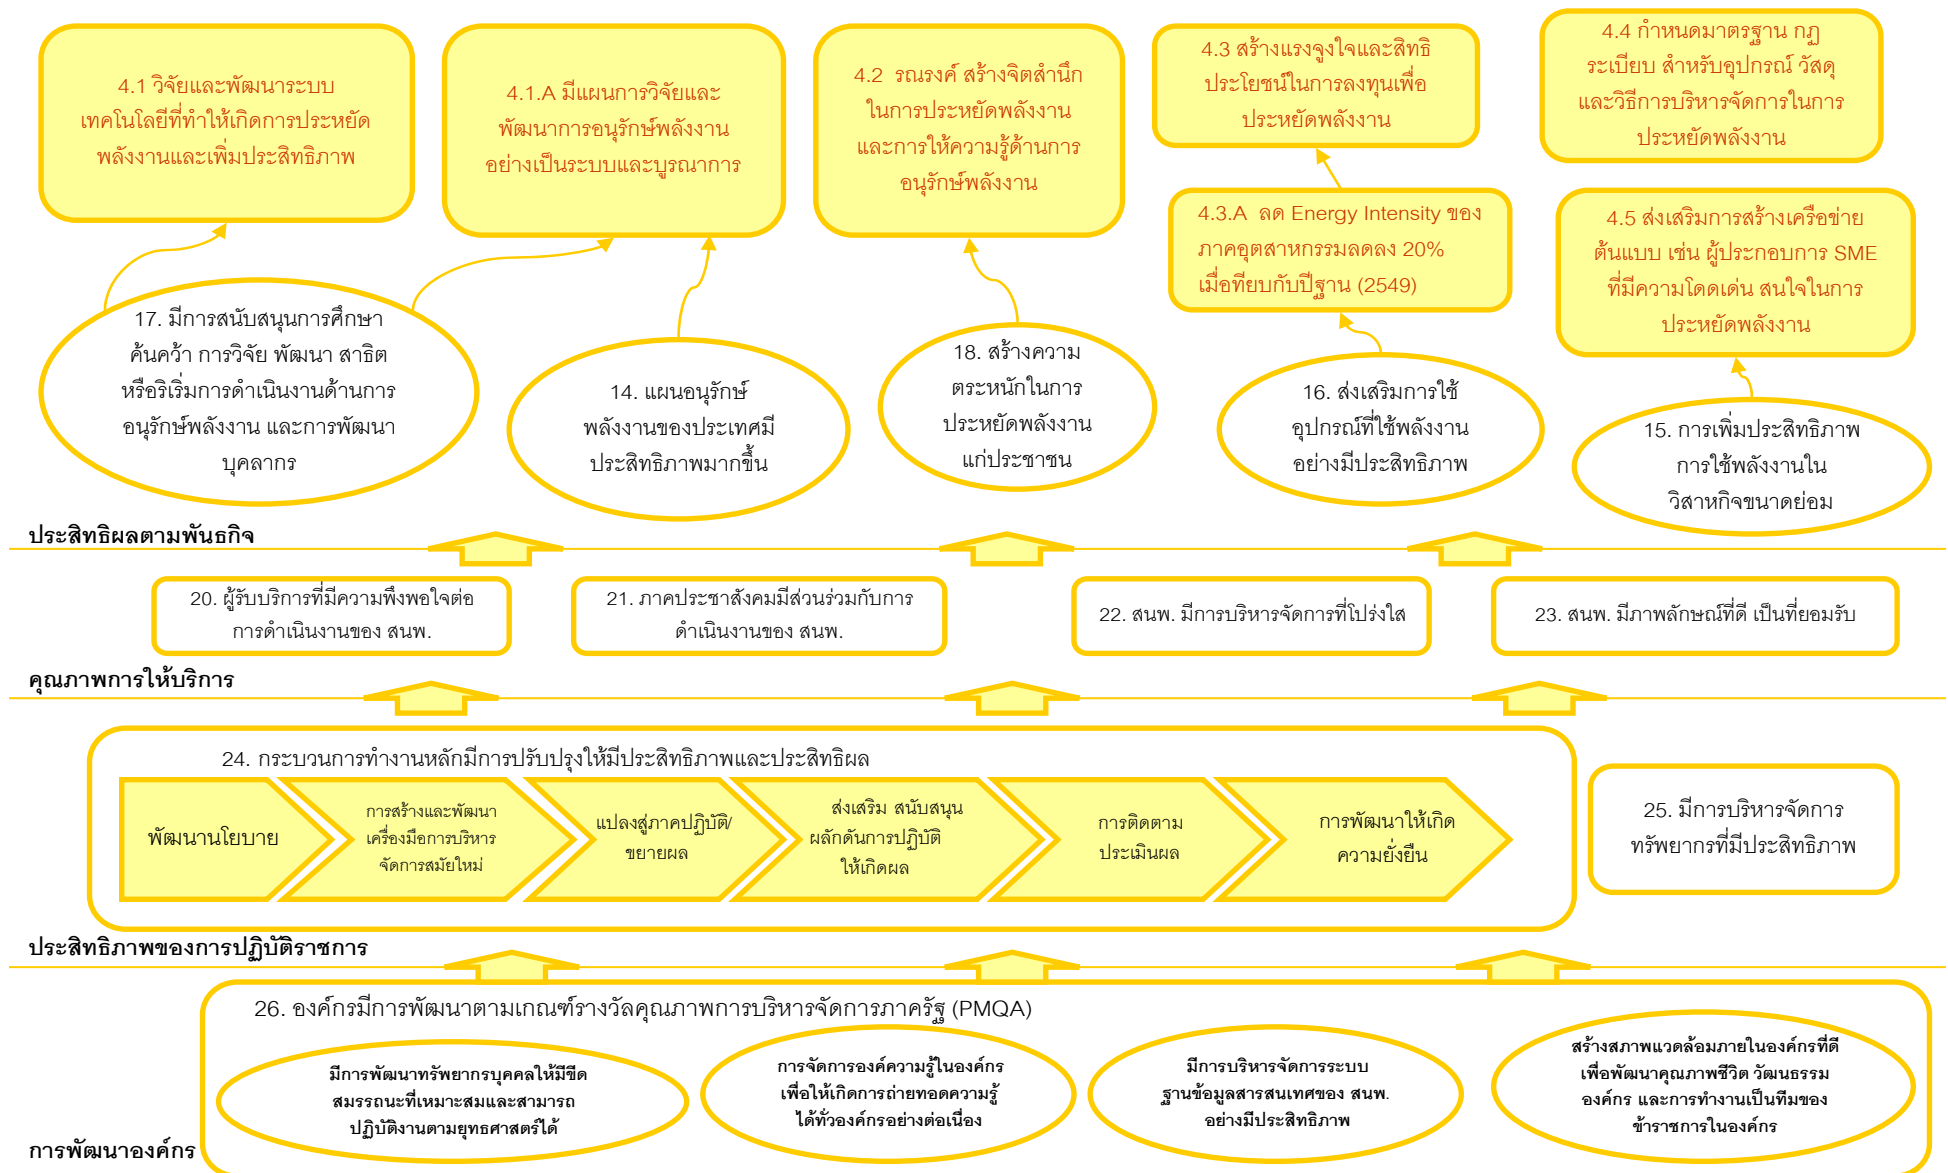 4.1 วิจัยและพัฒนาระบบ
เทคโนโลยีที่ทำให้เกิดการประหยัด
พลังงานและเพิ่มประสิทธิภาพ
4.1.A มีแผนการวิจัยและ
พัฒนาการอนุรักษ์พลังงาน
อย่างเป็นระบบและบูรณาการ
4.2 รณรงค์ สร้างจิตสำนึก
ในการประหยัดพลังงาน
และการให้ความรู้ด้านการ
อนุรักษ์พลังงาน
4.3 สร้างแรงจูงใจและสิทธิ
ประโยชน์ในการลงทุนเพื่อ
ประหยัดพลังงาน
4.4 กำหนดมาตรฐาน กฏ
ระเบียบ สำหรับอุปกรณ์ วัสดุ
และวิธีการบริหารจัดการในการ
ประหยัดพลังงาน
4.3.A ลด Energy Intensity ของ
ภาคอุตสาหกรรมลดลง 20%
เมื่อทียบกับปีฐาน (2549)
4.5 ส่งเสริมการสร้างเครือข่าย
ต้นแบบ เช่น ผู้ประกอบการ SME
ที่มีความโดดเด่น สนใจในการ
ประหยัดพลังงาน
17. มีการสนับสนุนการศึกษา
ค้นคว้า การวิจัย พัฒนา สาธิต
หรือริเริ่มการดำเนินงานด้านการ
อนุรักษ์พลังงาน และการพัฒนา
บุคลากร
14. แผนอนุรักษ์
พลังงานของประเทศมี
ประสิทธิภาพมากขึ้น
18. สร้างความ
ตระหนักในการ
ประหยัดพลังงาน
แก่ประชาชน
16. ส่งเสริมการใช้
อุปกรณ์ที่ใช้พลังงาน
อย่างมีประสิทธิภาพ
15. การเพิ่มประสิทธิภาพ
การใช้พลังงานใน
วิสาหกิจขนาดย่อม
ประสิทธิผลตามพันธกิจ
20. ผู้รับบริการที่มีความพึงพอใจต่อ
การดำเนินงานของ สนพ.
21. ภาคประชาสังคมมีส่วนร่วมกับการ
ดำเนินงานของ สนพ.
22. สนพ. มีการบริหารจัดการที่โปร่งใส
23. สนพ. มีภาพลักษณ์ที่ดี เป็นที่ยอมรับ
คุณภาพการให้บริการ
24. กระบวนการทำงานหลักมีการปรับปรุงให้มีประสิทธิภาพและประสิทธิผล
พัฒนานโยบาย
การสร้างและพัฒนา
เครื่องมือการบริหาร
จัดการสมัยใหม่
แปลงสู่ภาคปฏิบัติ/
ขยายผล
ส่งเสริม สนับสนุน
ผลักดันการปฏิบัติ
ให้เกิดผล
การติดตาม
ประเมินผล
การพัฒนาให้เกิด
ความยั่งยืน
25. มีการบริหารจัดการ
ทรัพยากรที่มีประสิทธิภาพ
ประสิทธิภาพของการปฏิบัติราชการ
26. องค์กรมีการพัฒนาตามเกณฑ์รางวัลคุณภาพการบริหารจัดการภาครัฐ (PMQA)
มีการพัฒนาทรัพยากรบุคคลให้มีขีด
สมรรถนะที่เหมาะสมและสามารถ
ปฏิบัติงานตามยุทธศาสตร์ได้
การจัดการองค์ความรู้ในองค์กร
เพื่อให้เกิดการถ่ายทอดความรู้
ได้ทั่วองค์กรอย่างต่อเนื่อง
มีการบริหารจัดการระบบ
ฐานข้อมูลสารสนเทศของ สนพ.
อย่างมีประสิทธิภาพ
สร้างสภาพแวดล้อมภายในองค์กรที่ดี
เพื่อพัฒนาคุณภาพชีวิต วัฒนธรรม
องค์กร และการทำงานเป็นทีมของ
ข้าราชการในองค์กร
การพัฒนาองค์กร